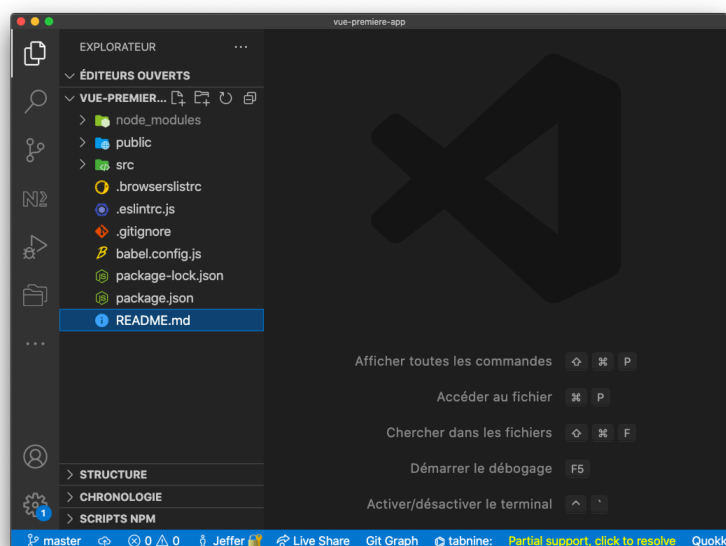 vue-premiere-app
EXPLORATEUR
ÉDITEURS OUVERTS
VUE-PREMIER...
node_modules
public
src
.browserslistrc
.eslintrc.js
.gitignore
babel.config.js
package-lock.json
package.json
README.md
Afficher toutes les commandes ⇧ ⌘ P
Accéder au fichier ⌘ P
Chercher dans les fichiers ⇧ ⌘ F
Démarrer le débogage F5
Activer/désactiver le terminal ^ `
STRUCTURE
CHRONOLOGIE
SCRIPTS NPM
1
master 0 0 Jeffer Live Share Git Graph tabnine: Partial support, click to resolve